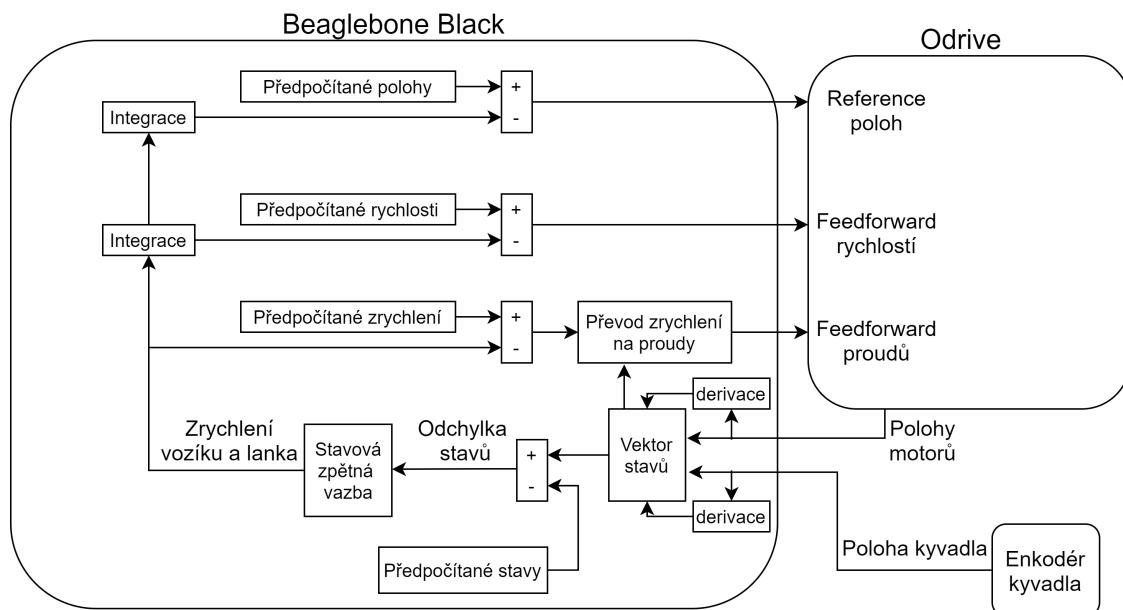 Beaglebone Black
Odrive
Předpočítané polohy
+
-
Integrace
Reference
poloh
Předpočítané rychlosti
+
-
Integrace
Feedforward
rychlostí
Předpočítané zrychlení
+
-
Převod zrychlení
na proudy
Feedforward
proudů
derivace
Zrychlení
vozíku a lanka
Stavová
zpětná
vazba
Odchylka
stavů
+
-
Vektor
stavů
Polohy
motorů
derivace
Předpočítané stavy
Poloha kyvadla
Enkodér
kyvadla